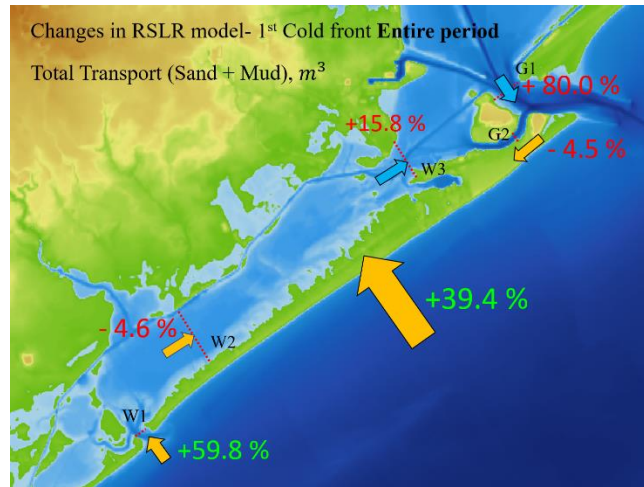 Changes in RSLR model- 1st Cold front Entire period
Total Transport (Sand + Mud), m³
G1
+ 80.0 %
+15.8 %
G2
- 4.5 %
W3
+39.4 %
- 4.6 %
W2
W1
+59.8 %